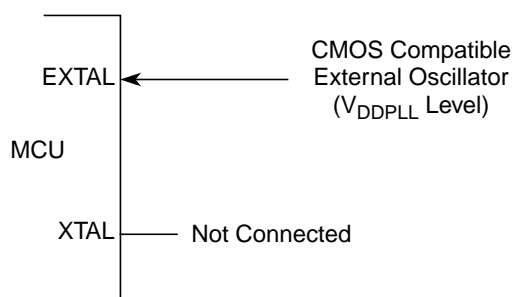 CMOS Compatible
External Oscillator
(VDDPLL Level)
EXTAL
MCU
XTAL
Not Connected